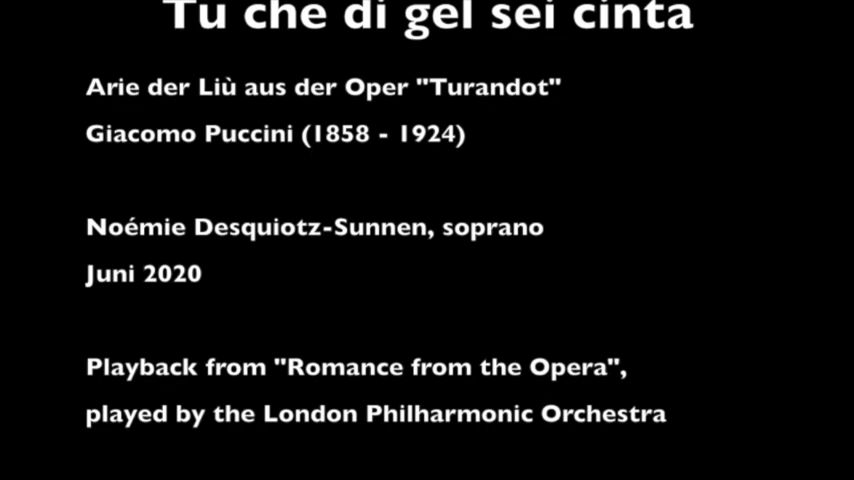 Tu che di gel sei cinta
Arie der Liù aus der Oper "Turandot"
Giacomo Puccini (1858 - 1924)
Noémie Desquiotz-Sunnen, soprano
Juni 2020
Playback from "Romance from the Opera",
played by the London Philharmonic Orchestra